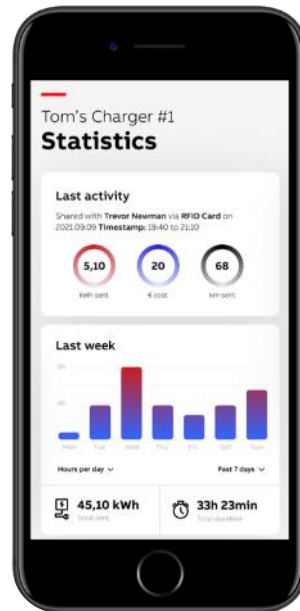 Tom's Charger #1
Statistics
Last activity
Shared with Trevor Newman via RFID Card on
2021.09.09 Timestamp: 19:40 to 21:10
5,10
20
68
kWh sent
€ cost
km sent
Last week
Mon Tue Wed Thu Fri Sat Sun
Hours per day
Past 7 days
45,10 kWh
Total sent
33h 23min
Total duration